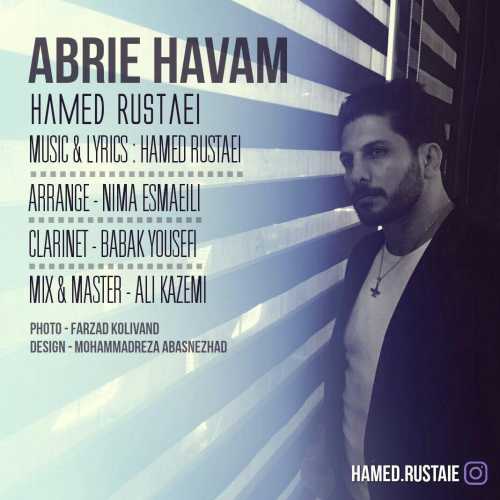 ABRIE HAVAM
HAMED RUSTAEI
MUSIC & LYRICS : HAMED RUSTAEI
ARRANGE - NIMA ESMAEILI
CLARINET - BABAK YOUSEFI
MIX & MASTER - ALI KAZEMI
PHOTO - FARZAD KOLIVAND
DESIGN - MOHAMMADREZA ABASNEZHAD
HAMED.RUSTAIE